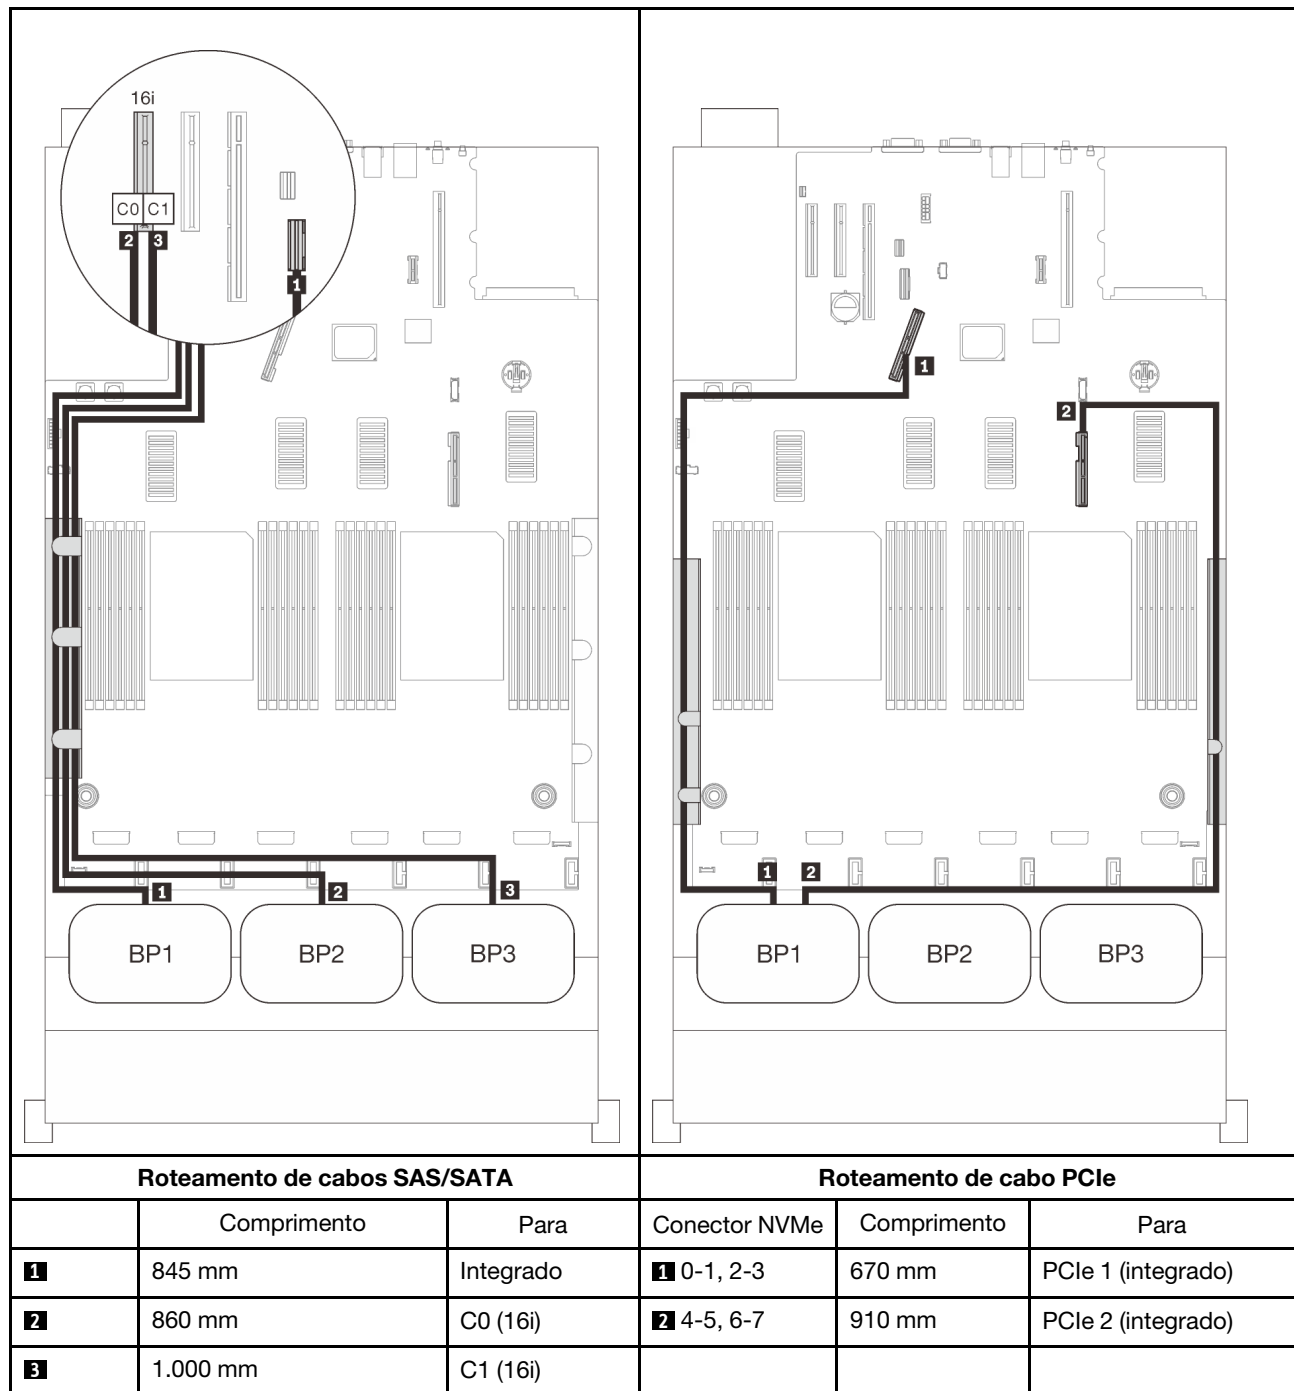 16i
C0 C1
2 3
1
1
2
3
BP1 BP2 BP3
1
2
1 2
BP1 BP2 BP3
Roteamento de cabos SAS/SATA
Comprimento Para
1 845 mm Integrado
2 860 mm C0 (16i)
3 1.000 mm C1 (16i)
Roteamento de cabo PCIe
Conector NVMe Comprimento Para
1 0-1, 2-3 670 mm PCIe 1 (integrado)
2 4-5, 6-7 910 mm PCIe 2 (integrado)